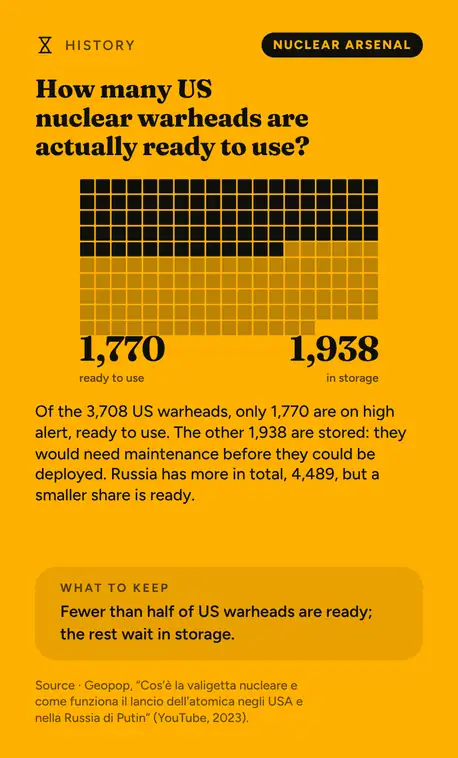 HISTORY
NUCLEAR ARSENAL
How many US
nuclear warheads are
actually ready to use?
1,770
1,938
ready to use
in storage
Of the 3,708 US warheads, only 1,770 are on high
alert, ready to use. The other 1,938 are stored: they
would need maintenance before they could be
deployed. Russia has more in total, 4,489, but a
smaller share is ready.
WHAT TO KEEP
Fewer than half of US warheads are ready;
the rest wait in storage.
Source · Geopop, “Cos’è la valigetta nucleare e
come funziona il lancio dell’atomica negli USA e
nella Russia di Putin” (YouTube, 2023).